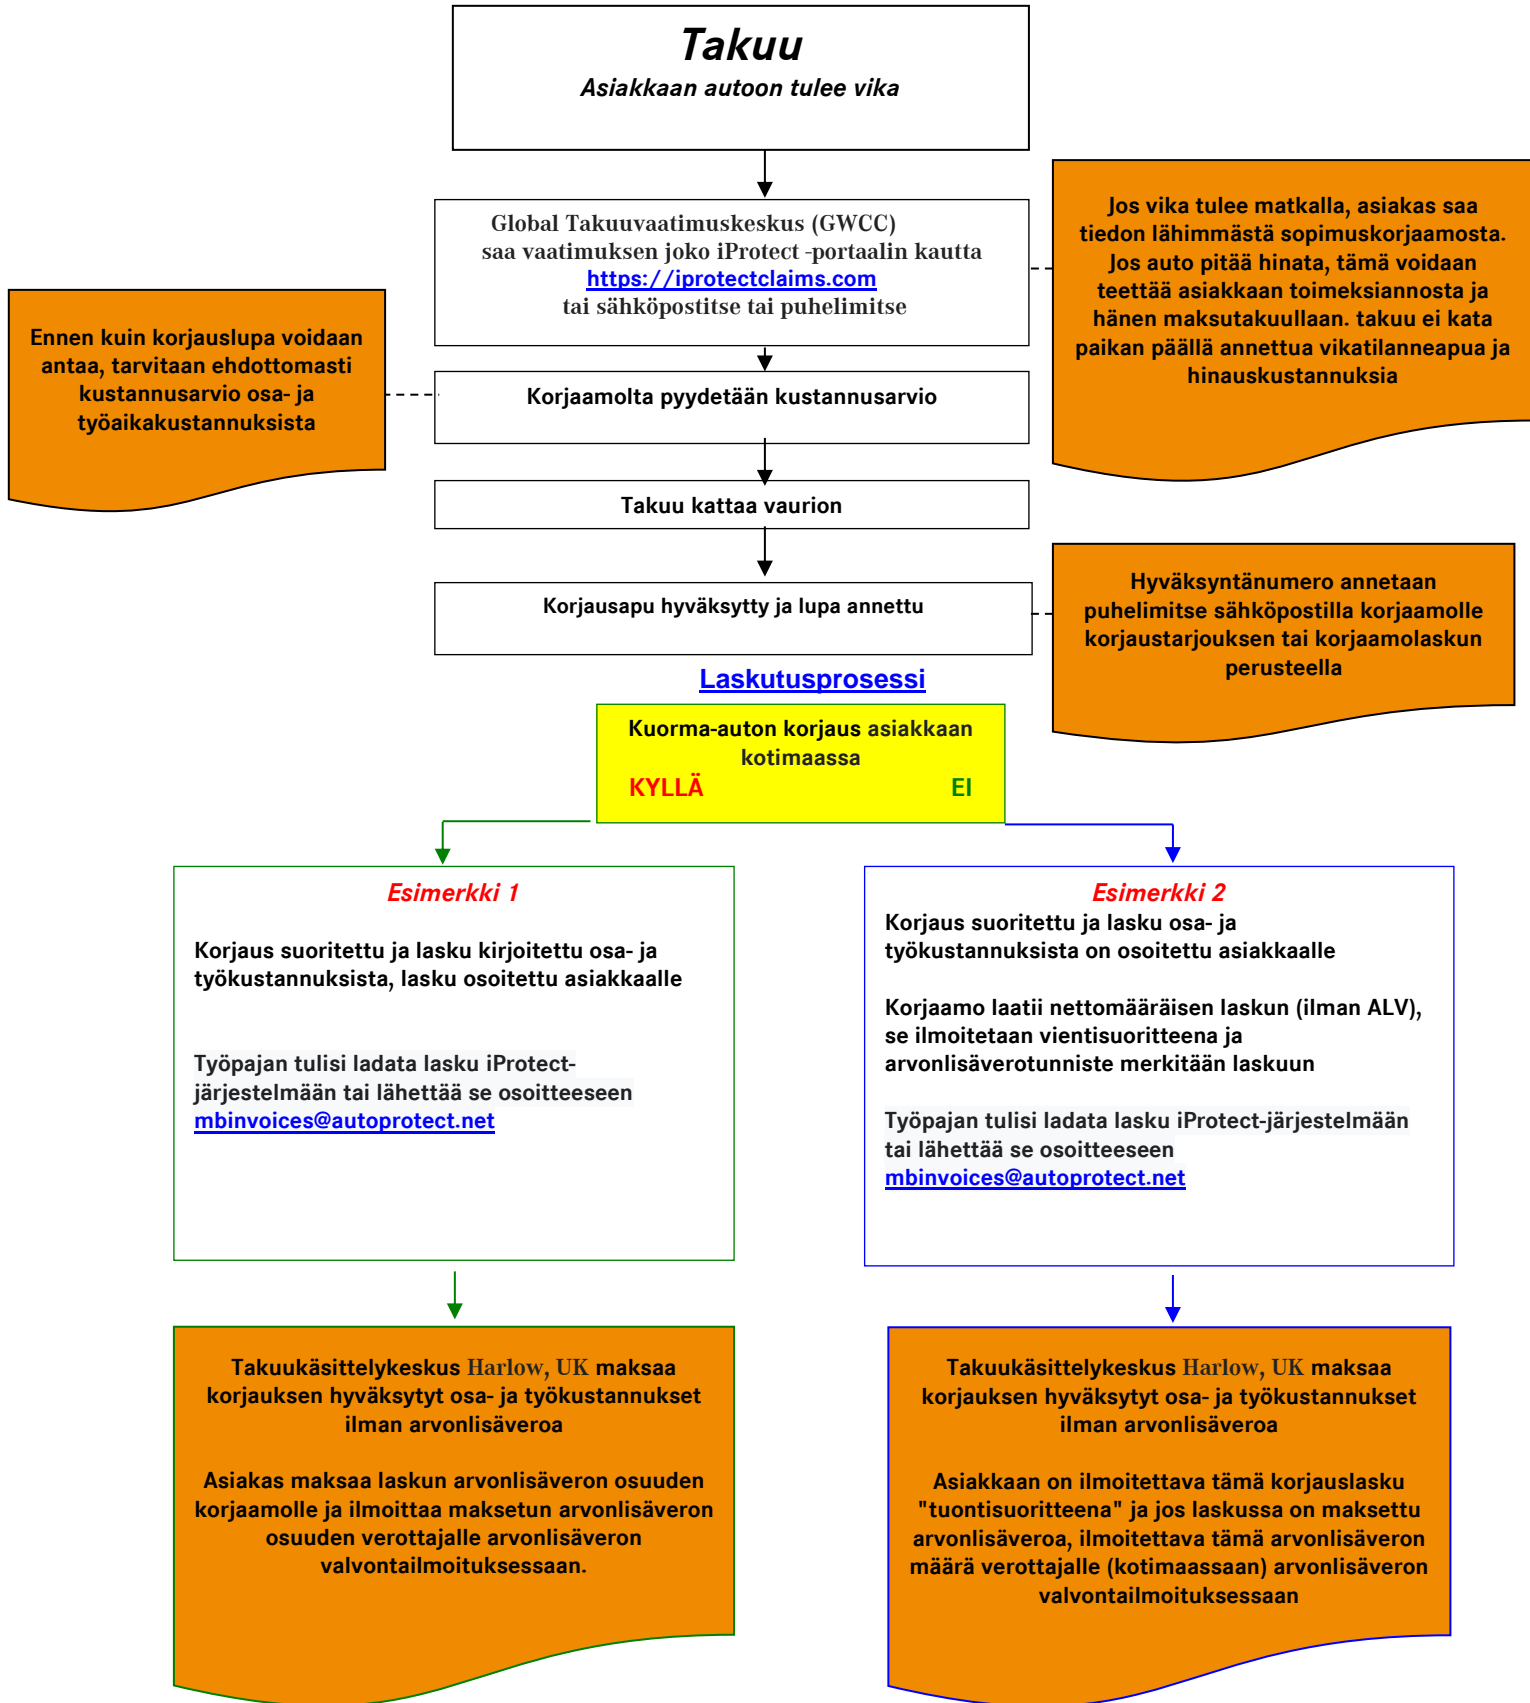 Takuu
Asiakkaan autoon tulee vika
Global Takuuvaatimuskeskus (GWCC)
saa vaatimuksen joko iProtect -portaalin kautta
https://iprotectclaims.com
tai sähköpostitse tai puhelimitse
Jos vika tulee matkalla, asiakas saa
tiedon lähimmästä sopimuskorjaamosta.
Jos auto pitää hinata, tämä voidaan
teettää asiakkaan toimeksiannosta ja
hänen maksutakuullaan. takuu ei kata
paikan päällä annettua vikatilanneapua ja
hinauskustannuksia
Ennen kuin korjauslupa voidaan
antaa, tarvitaan ehdottomasti
kustannusarvio osa- ja
työaikakustannuksista
Korjaamolta pyydetään kustannusarvio
Takuu kattaa vaurion
Korjausapu hyväksytty ja lupa annettu
Hyväksyntänumero annetaan
puhelimitse sähköpostilla korjaamolle
korjaustarjouksen tai korjaamolaskun
perusteella
Laskutusprosessi
Kuorma-auton korjaus asiakkaan
kotimaassa
KYLLÄ EI
Esimerkki 1
Korjaus suoritettu ja lasku kirjoitettu osa- ja
työkustannuksista, lasku osoitettu asiakkaalle
Työpajan tulisi ladata lasku iProtect-
järjestelmään tai lähettää se osoitteeseen
mbinvoices@autoprotect.net
Esimerkki 2
Korjaus suoritettu ja lasku osa- ja
työkustannuksista on osoitettu asiakkaalle
Korjaamo laatii nettomääräisen laskun (ilman ALV),
se ilmoitetaan vientisuoritteena ja
arvonlisäverotunniste merkitään laskuun
Työpajan tulisi ladata lasku iProtect-järjestelmään
tai lähettää se osoitteeseen
mbinvoices@autoprotect.net
Takuukäsittelykeskus Harlow, UK maksaa
korjauksen hyväksytyt osa- ja työkustannukset
ilman arvonlisäveroa
Asiakas maksaa laskun arvonlisäveron osuuden
korjaamolle ja ilmoittaa maksetun arvonlisäveron
osuuden verottajalle arvonlisäveron
valvontailmoituksessaan.
Takuukäsittelykeskus Harlow, UK maksaa
korjauksen hyväksytyt osa- ja työkustannukset
ilman arvonlisäveroa
Asiakkaan on ilmoitettava tämä korjauslasku
"tuontisuoritteena" ja jos laskussa on maksettu
arvonlisäveroa, ilmoitettava tämä arvonlisäveron
määrä verottajalle (kotimaassaan) arvonlisäveron
valvontailmoituksessaan